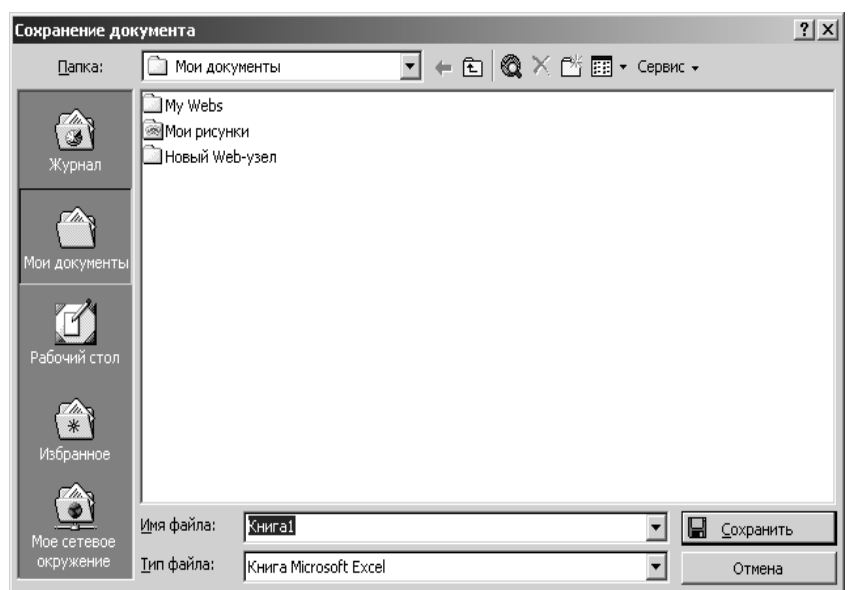 Сохранение документа
Папка:
Мои документы
Сервис
Журнал
Мои документы
Рабочий стол
Избранное
Мое сетевое
окружение
My Webs
Мои рисунки
Новый Web-узел
Имя файла:
Книга1
Сохранить
Тип файла:
Книга Microsoft Excel
Отмена